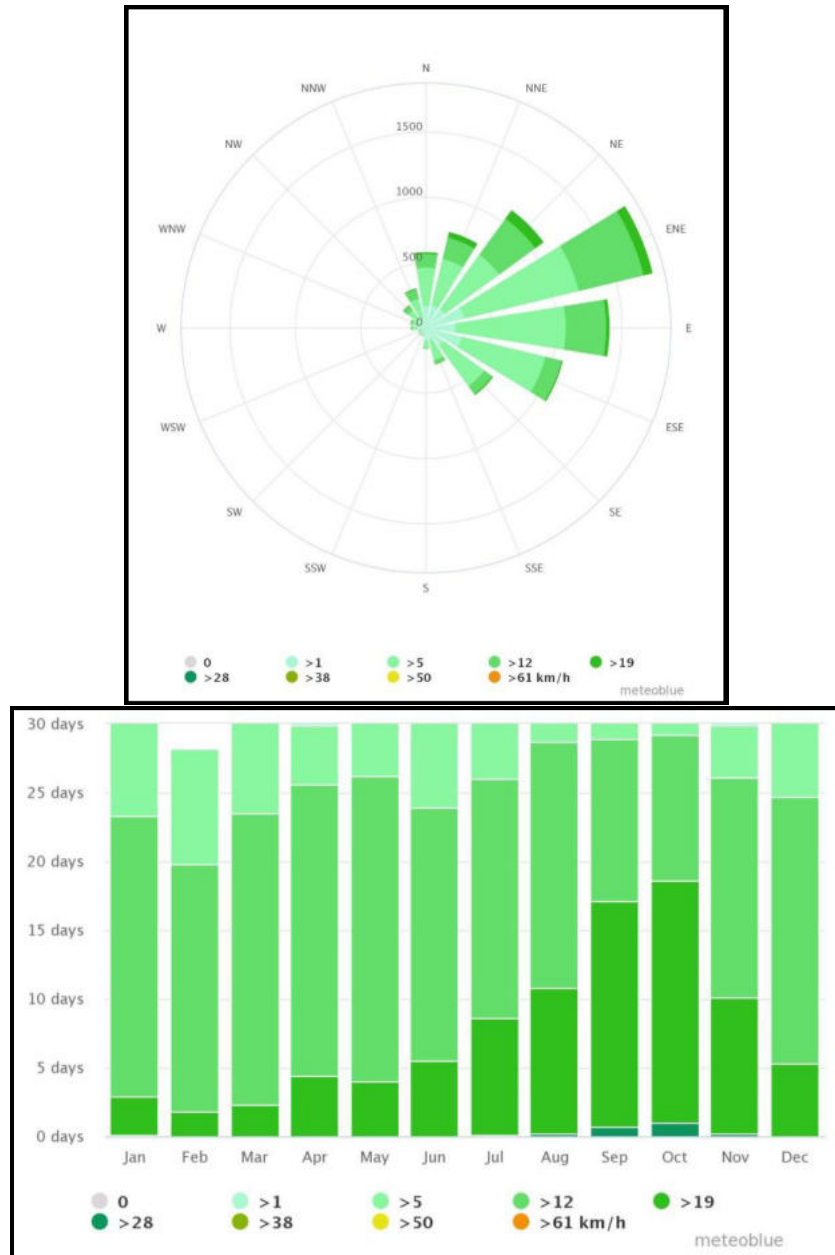 N
NNW
NNE
1500
NW
NE
1000
WNW
ENE
500
W
0
E
WSW
ESE
SW
SE
SSW
SSE
S
0 >1 >5 >12 >19
>28 >38 >50 >61 km/h
meteoblue
30 days
25 days
20 days
15 days
10 days
5 days
0 days
Jan Feb Mar Apr May Jun Jul Aug Sep Oct Nov Dec
0 >1 >5 >12 >19
>28 >38 >50 >61 km/h
meteoblue